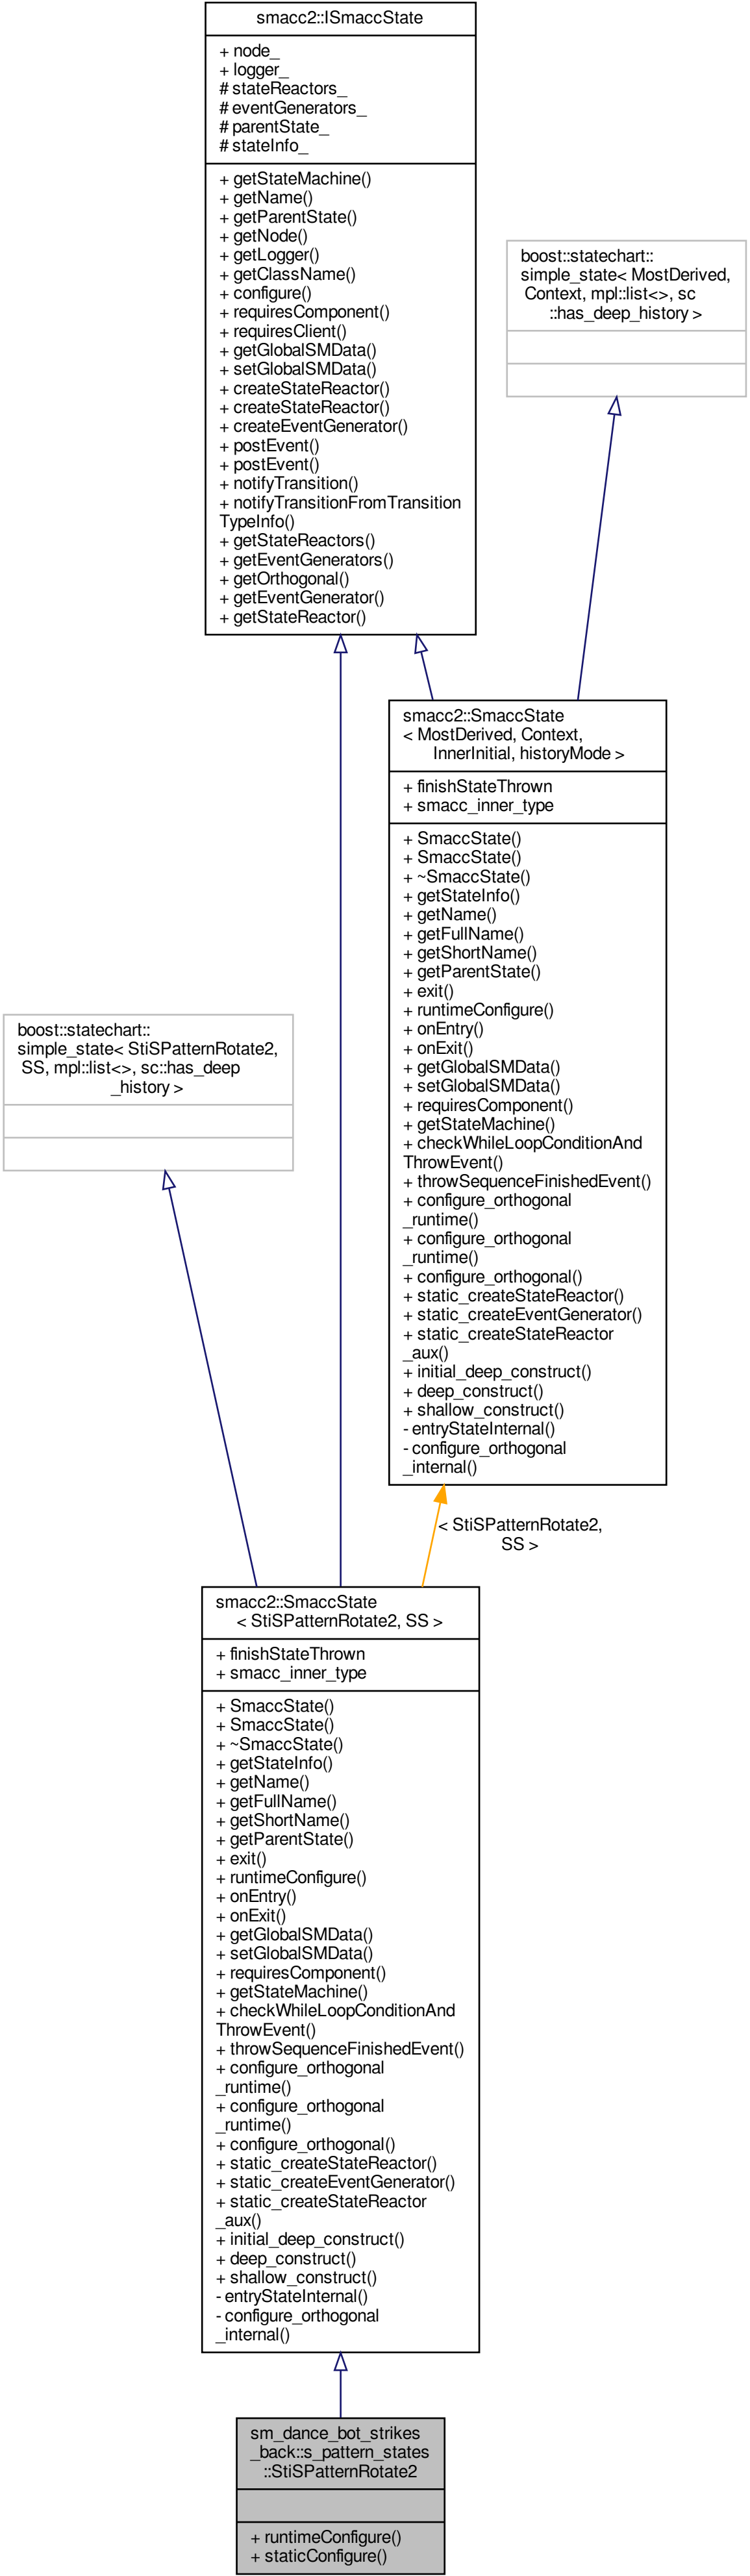 smacc2::ISmaccState
+ node_
+ logger_
# stateReactors_
# eventGenerators_
# parentState_
# stateInfo_
+ getStateMachine()
+ getName()
+ getParentState()
+ getNode()
+ getLogger()
+ getClassName()
+ configure()
+ requiresComponent()
+ requiresClient()
+ getGlobalSMData()
+ setGlobalSMData()
+ createStateReactor()
+ createStateReactor()
+ createEventGenerator()
+ postEvent()
+ postEvent()
+ notifyTransition()
+ notifyTransitionFromTransition
TypeInfo()
+ getStateReactors()
+ getEventGenerators()
+ getOrthogonal()
+ getEventGenerator()
+ getStateReactor()
boost::statechart::
simple_state< MostDerived,
Context, mpl::list<>, sc
::has_deep_history >
smacc2::SmaccState
< MostDerived, Context,
InnerInitial, historyMode >
+ finishStateThrown
+ smacc_inner_type
+ SmaccState()
+ SmaccState()
+ ~SmaccState()
+ getStateInfo()
+ getName()
+ getFullName()
+ getShortName()
+ getParentState()
+ exit()
+ runtimeConfigure()
+ onEntry()
+ onExit()
+ getGlobalSMData()
+ setGlobalSMData()
+ requiresComponent()
+ getStateMachine()
+ checkWhileLoopConditionAnd
ThrowEvent()
+ throwSequenceFinishedEvent()
+ configure_orthogonal
_runtime()
+ configure_orthogonal
_runtime()
+ configure_orthogonal()
+ static_createStateReactor()
+ static_createEventGenerator()
+ static_createStateReactor
_aux()
+ initial_deep_construct()
+ deep_construct()
+ shallow_construct()
- entryStateInternal()
- configure_orthogonal
_internal()
boost::statechart::
simple_state< StiSPatternRotate2,
SS, mpl::list<>, sc::has_deep
_history >
< StiSPatternRotate2,
SS >
smacc2::SmaccState
< StiSPatternRotate2, SS >
+ finishStateThrown
+ smacc_inner_type
+ SmaccState()
+ SmaccState()
+ ~SmaccState()
+ getStateInfo()
+ getName()
+ getFullName()
+ getShortName()
+ getParentState()
+ exit()
+ runtimeConfigure()
+ onEntry()
+ onExit()
+ getGlobalSMData()
+ setGlobalSMData()
+ requiresComponent()
+ getStateMachine()
+ checkWhileLoopConditionAnd
ThrowEvent()
+ throwSequenceFinishedEvent()
+ configure_orthogonal
_runtime()
+ configure_orthogonal
_runtime()
+ configure_orthogonal()
+ static_createStateReactor()
+ static_createEventGenerator()
+ static_createStateReactor
_aux()
+ initial_deep_construct()
+ deep_construct()
+ shallow_construct()
- entryStateInternal()
- configure_orthogonal
_internal()
sm_dance_bot_strikes
_back::s_pattern_states
::StiSPatternRotate2
+ runtimeConfigure()
+ staticConfigure()